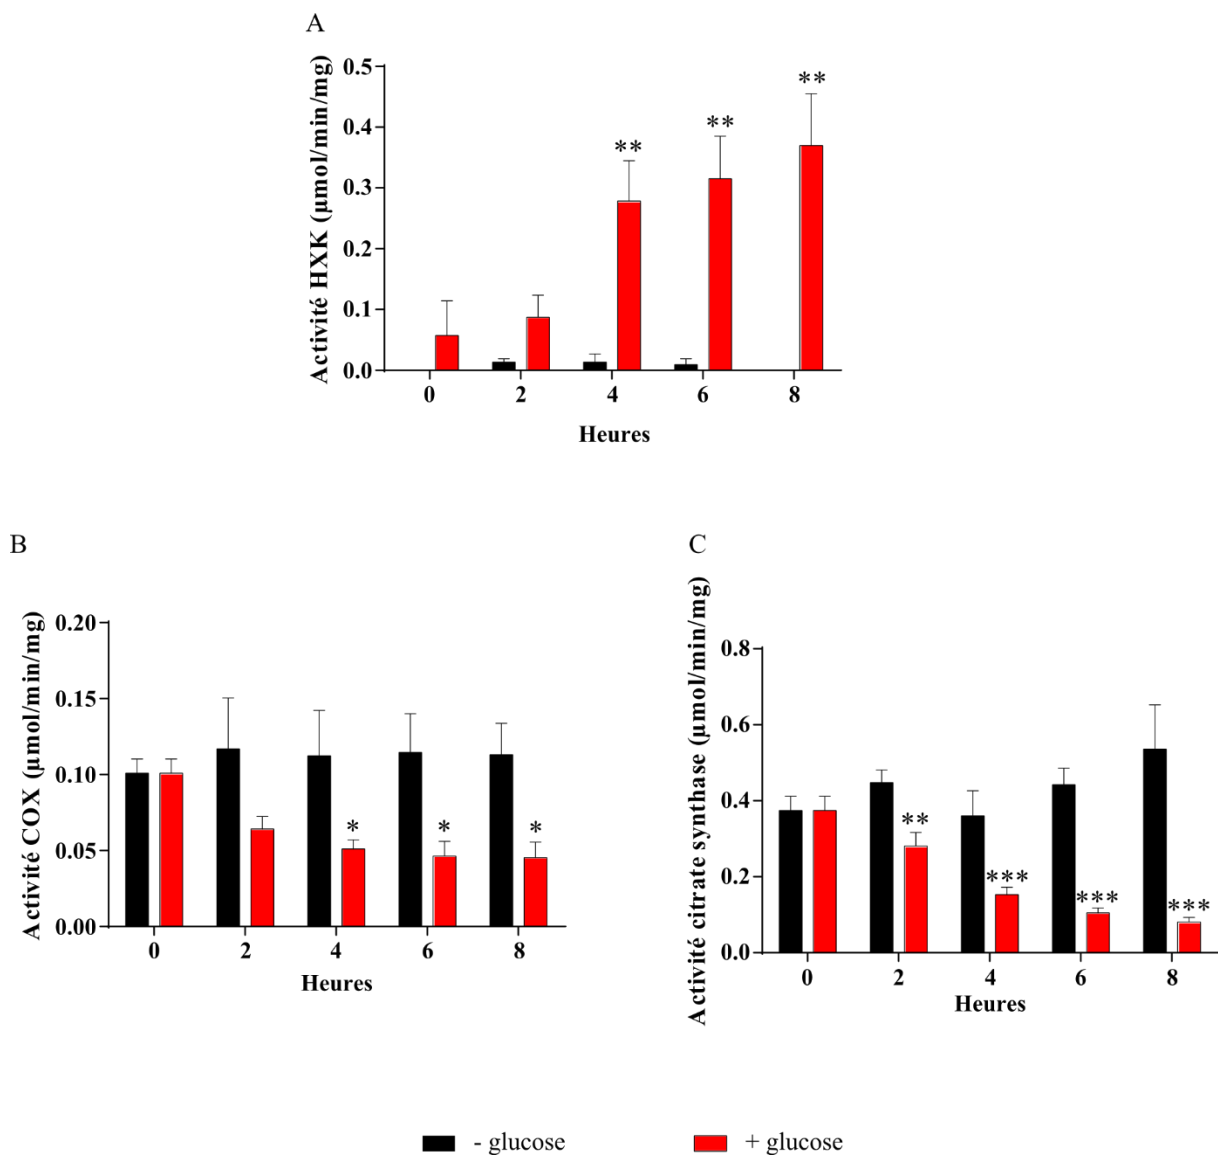 A
Activité HXK (µmol/min/mg)
0.5
0.4
0.3
0.2
0.1
0.0
**
**
**
0 2 4 6 8
Heures
B
Activité COX (µmol/min/mg)
0.20
0.15
0.10
0.05
0.00
* * *
0 2 4 6 8
Heures
C
Activité citrate synthase (µmol/min/mg)
0.8
0.6
0.4
0.2
0.0
**
***
***
***
0 2 4 6 8
Heures
- glucose
+ glucose